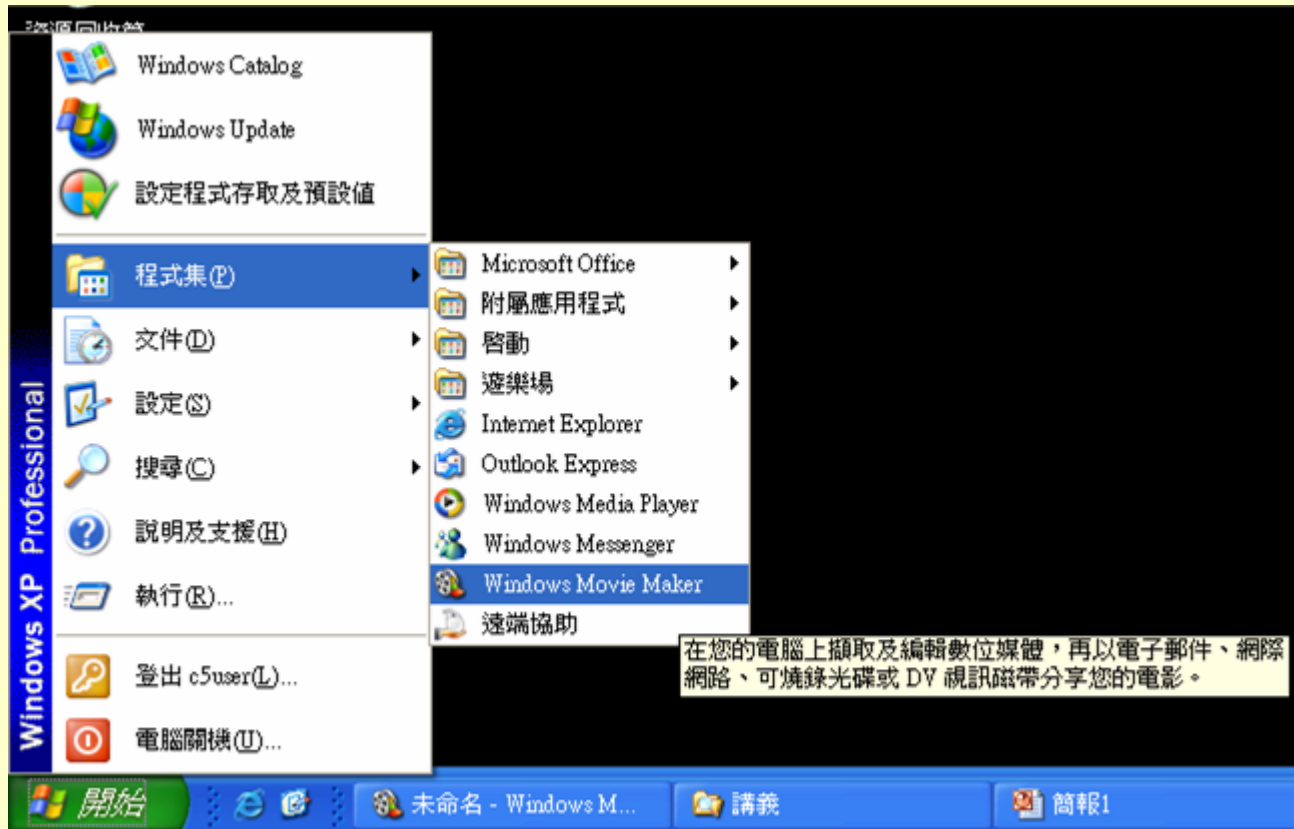 資源回收筒
Windows Catalog
Windows Update
設定程式存取及預設值
程式集(P)
文件(D)
設定(S)
搜尋(C)
說明及支援(H)
執行(R)...
登出 c5user(L)...
電腦關機(U)...
Windows XP Professional
Microsoft Office
附屬應用程式
啓動
遊樂場
Internet Explorer
Outlook Express
Windows Media Player
Windows Messenger
Windows Movie Maker
遠端協助
在您的電腦上擷取及編輯數位媒體，再以電子郵件、網際
網路、可燒錄光碟或 DV 視訊磁帶分享您的電影。
開始
未命名 - Windows M...
講義
簡報1